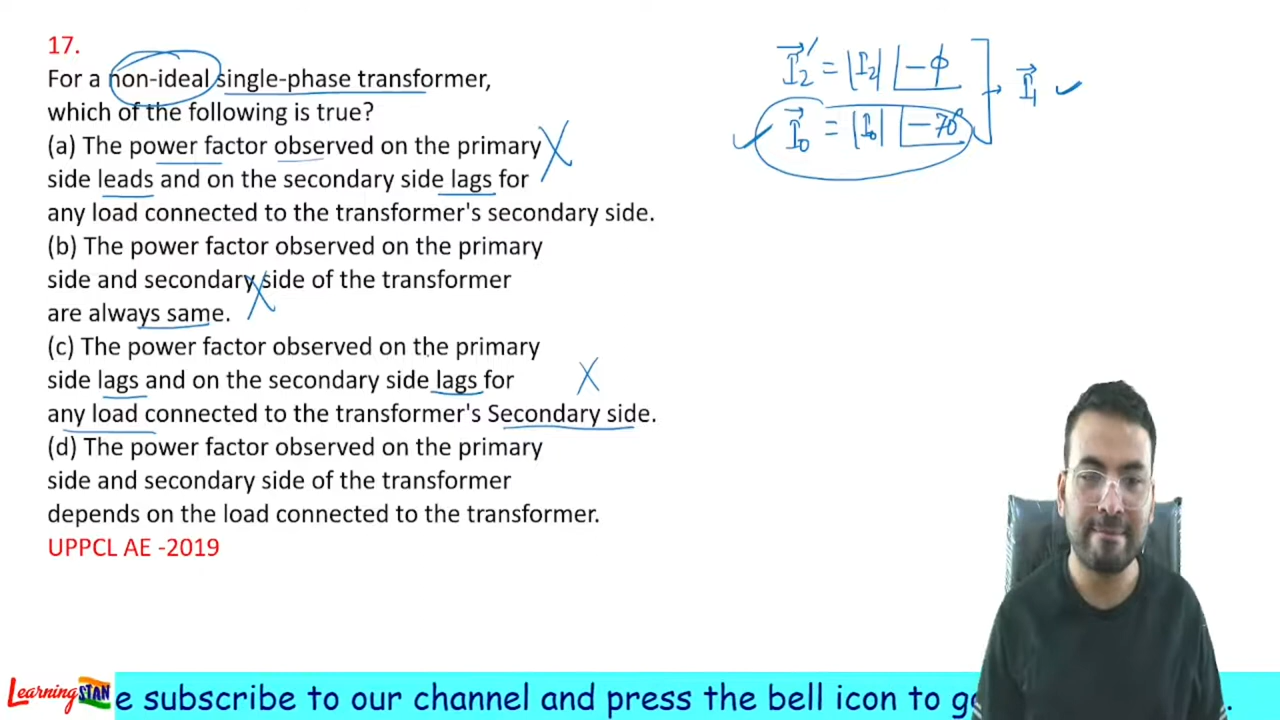 17.
For a non-ideal single-phase transformer,
which of the following is true?
(a) The power factor observed on the primary
side leads and on the secondary side lags for
any load connected to the transformer's secondary side.
(b) The power factor observed on the primary
side and secondary side of the transformer
are always same.
(c) The power factor observed on the primary
side lags and on the secondary side lags for
any load connected to the transformer's Secondary side.
(d) The power factor observed on the primary
side and secondary side of the transformer
depends on the load connected to the transformer.
UPPCL AE -2019
I₂' = |I₂| ∠-ϕ
I₀ = |I₀| ∠-70°
→ I₁ ✓
Learning STAN
e subscribe to our channel and press the bell icon to g